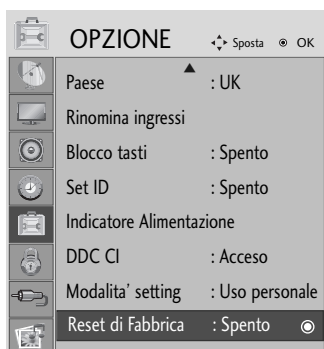 OPZIONE Sposta OK
Paese : UK
Rinomina ingressi
Blocco tasti : Spento
Set ID : Spento
Indicatore Alimentazione
DDC CI : Acceso
Modalita' setting : Uso personale
Reset di Fabbrica : Spento